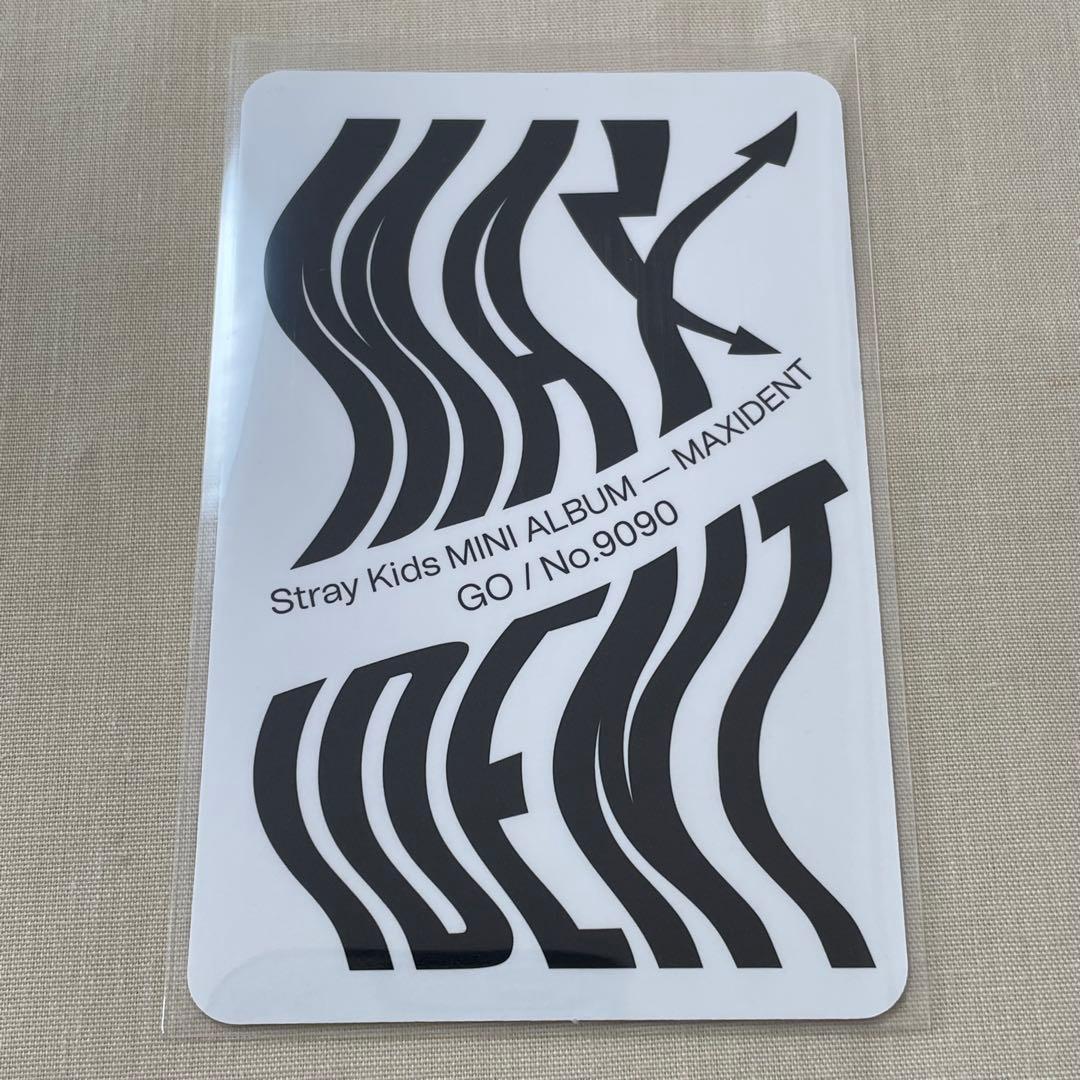 MAX
Stray Kids MINI ALBUM — MAXIDENT
GO / No.9090
IDENT